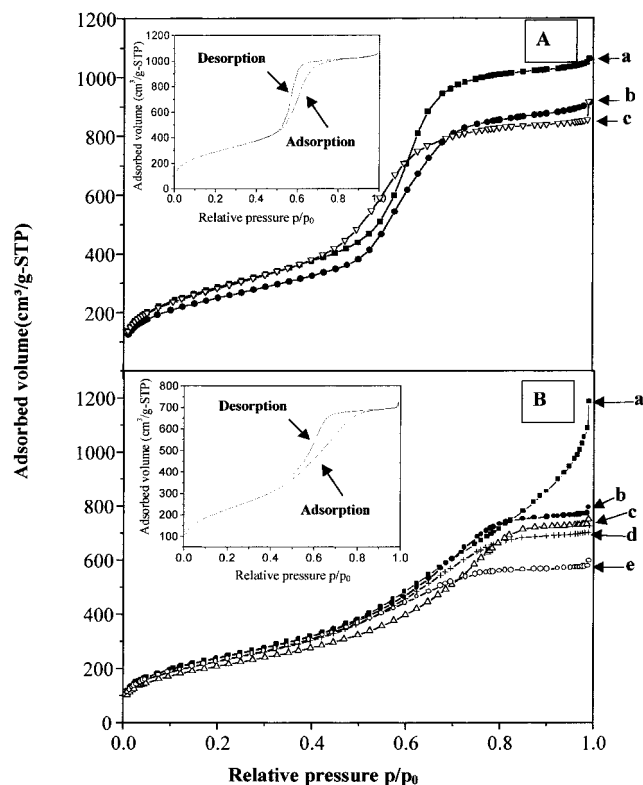 A
1200
1000
800
600
400
200
a
b
c
Adsorbed volume (cm³/g-STP)
1200
1000
800
600
400
200
0
0.0 0.2 0.4 0.6 0.8 1.0
Relative pressure p/p₀
Desorption
Adsorption
Adsorbed volume(cm³/g-STP)
B
1200
1000
800
600
400
200
0
a
b
c
d
e
Adsorbed volume (cm³/g-STP)
800
700
600
500
400
300
200
100
0.0 0.2 0.4 0.6 0.8 1.0
Relative pressure p/p₀
Desorption
Adsorption
0.0 0.2 0.4 0.6 0.8 1.0
Relative pressure p/p₀